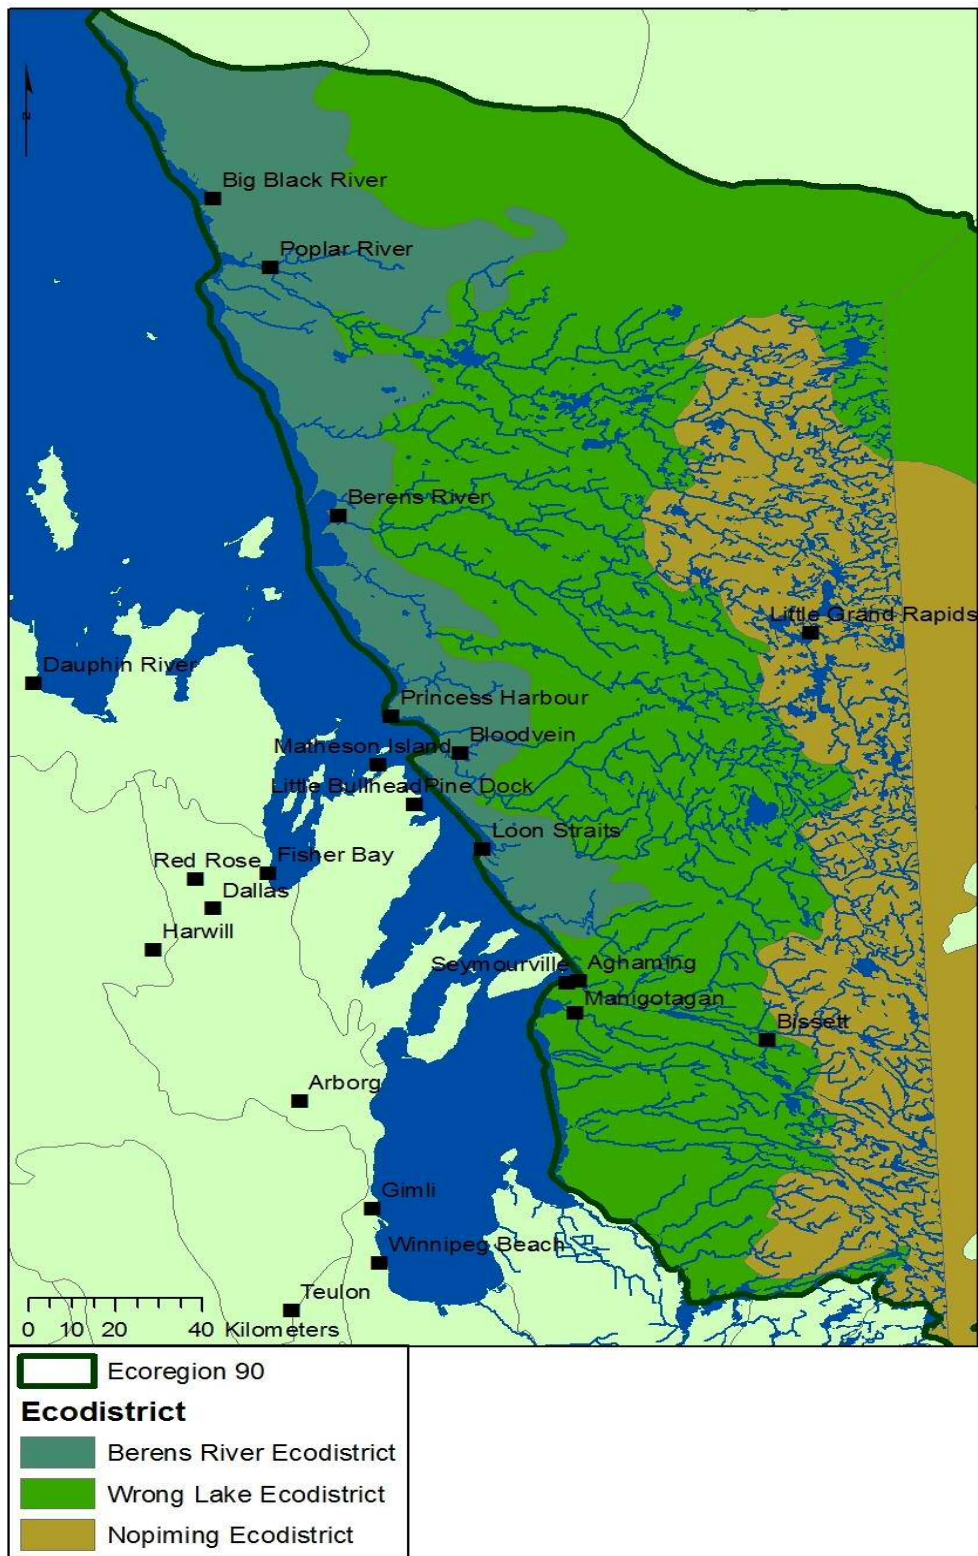 Big Black River
Poplar River
Berens River
Little Grand Rapids
Dauphin River
Princess Harbour
Bloodvein
Matheson Island
Little Bullhead
Pine Dock
Loon Straits
Fisher Bay
Red Rose
Dallas
Harwill
Seymourville
Aghaming
Manigotagan
Bissett
Arborg
Gimli
Winnipeg Beach
Teulon
0 10 20 40 Kilometers
Ecoregion 90
Ecodistrict
Berens River Ecodistrict
Wrong Lake Ecodistrict
Nopiming Ecodistrict